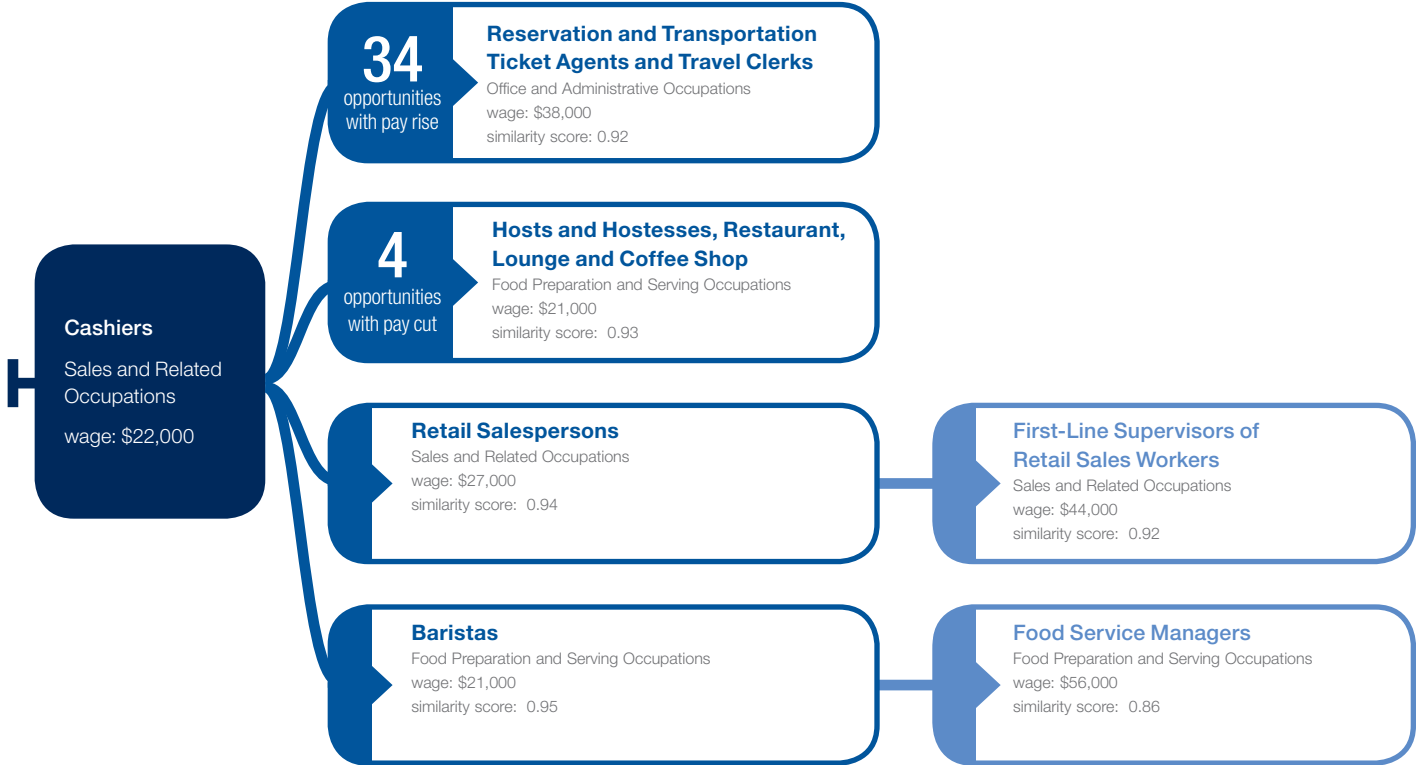 Cashiers
Sales and Related
Occupations
wage: $22,000
34
opportunities
with pay rise
Reservation and Transportation
Ticket Agents and Travel Clerks
Office and Administrative Occupations
wage: $38,000
similarity score: 0.92
4
opportunities
with pay cut
Hosts and Hostesses, Restaurant,
Lounge and Coffee Shop
Food Preparation and Serving Occupations
wage: $21,000
similarity score: 0.93
Retail Salespersons
Sales and Related Occupations
wage: $27,000
similarity score: 0.94
First-Line Supervisors of
Retail Sales Workers
Sales and Related Occupations
wage: $44,000
similarity score: 0.92
Baristas
Food Preparation and Serving Occupations
wage: $21,000
similarity score: 0.95
Food Service Managers
Food Preparation and Serving Occupations
wage: $56,000
similarity score: 0.86